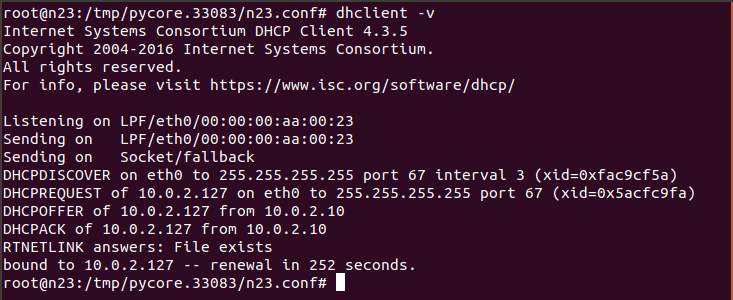 root@n23:/tmp/pycore.33083/n23.conf# dhclient -v
Internet Systems Consortium DHCP Client 4.3.5
Copyright 2004-2016 Internet Systems Consortium.
All rights reserved.
For info, please visit https://www.isc.org/software/dhcp/

Listening on LPF/eth0/00:00:00:aa:00:23
Sending on   LPF/eth0/00:00:00:aa:00:23
Sending on   Socket/fallback
DHCPDISCOVER on eth0 to 255.255.255.255 port 67 interval 3 (xid=0xfac9cf5a)
DHCPREQUEST of 10.0.2.127 on eth0 to 255.255.255.255 port 67 (xid=0x5acfc9fa)
DHCPOFFER of 10.0.2.127 from 10.0.2.10
DHCPACK of 10.0.2.127 from 10.0.2.10
RTNETLINK answers: File exists
bound to 10.0.2.127 -- renewal in 252 seconds.
root@n23:/tmp/pycore.33083/n23.conf#